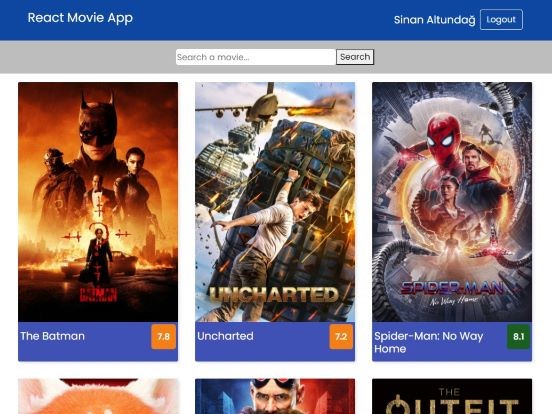 React Movie App
Sinan Altundağ
Logout
Search a movie...
Search
THE
BATMAN
UNCHARTED
SPIDER-MAN
No Way Home
The Batman
7.8
Uncharted
7.2
Spider-Man: No Way
Home
8.1
THE
OUTFIT